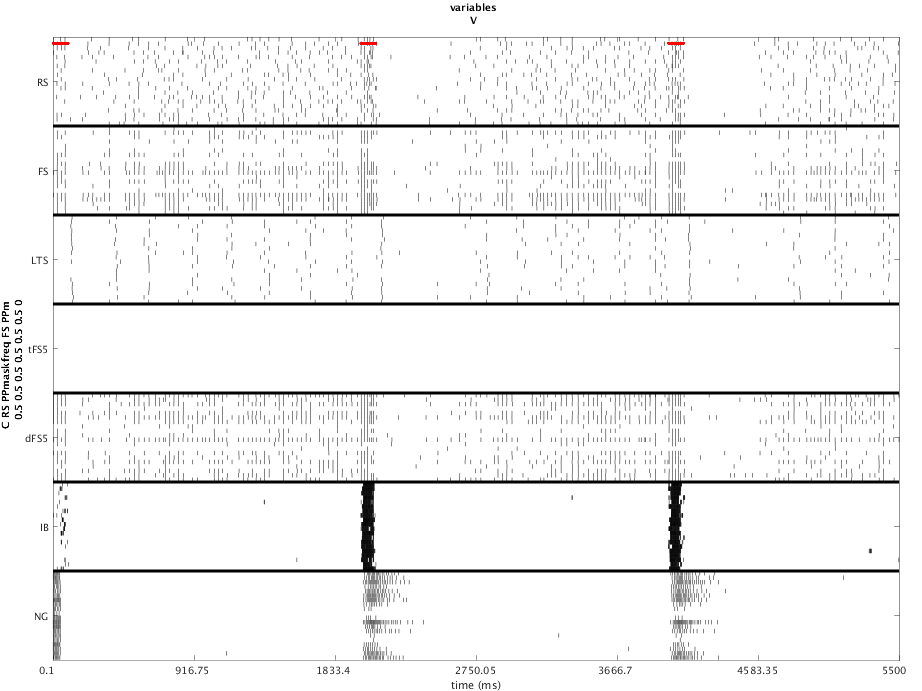 variables
V
RS
FS
LTS
tFS5
dFS5
IB
NG
C RS PPmaskfreq FS PPm
0.5 0.5 0.5 0.5 0.5 0.5 0
0.1 916.75 1833.4 2750.05 3666.7 4583.35 5500
time (ms)